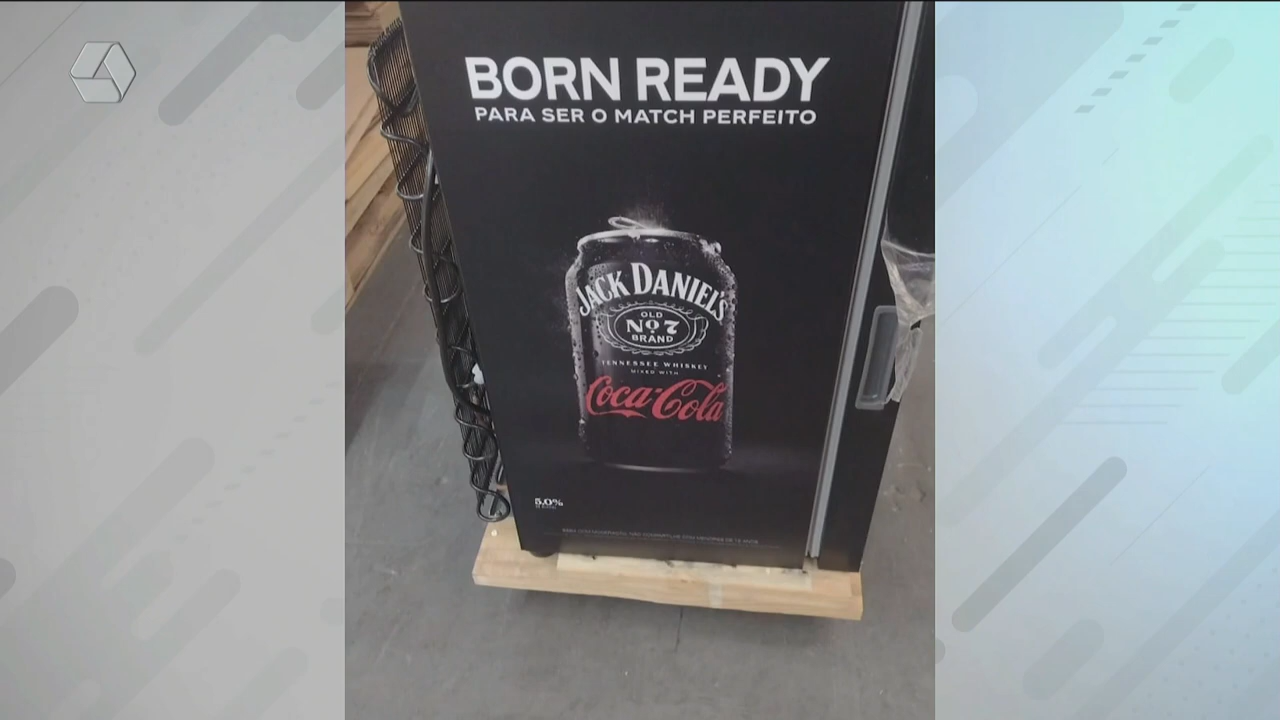 BORN READY
PARA SER O MATCH PERFEITO
JACK DANIEL'S
OLD
Nº7
BRAND
TENNESSEE WHISKEY
MIXED WITH
Coca-Cola
5.0%